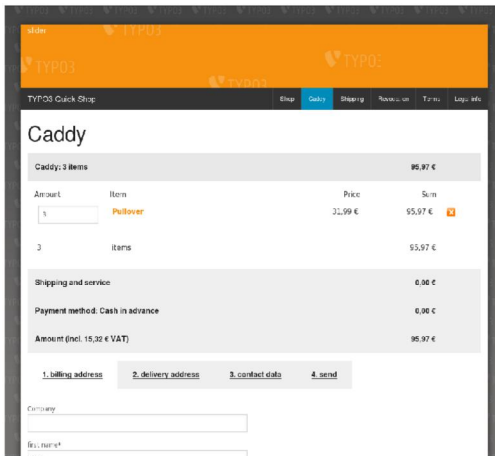 slider
TYPO3
TYPO3
TYPO3
TYPO3
TYPO3 Quick Shop
Shop Caddy Shipping Revocation Terms Legal info
Caddy
Caddy: 3 items 95,97 €
Amount Item Price Sum
3 Pullover 31,99 € 95,97 €
3 items 95,97 €
Shipping and service 0,00 €
Payment method: Cash in advance 0,00 €
Amount (incl. 15,32 € VAT) 95,97 €
1. billing address 2. delivery address 3. contact data 4. send
Company
first name*